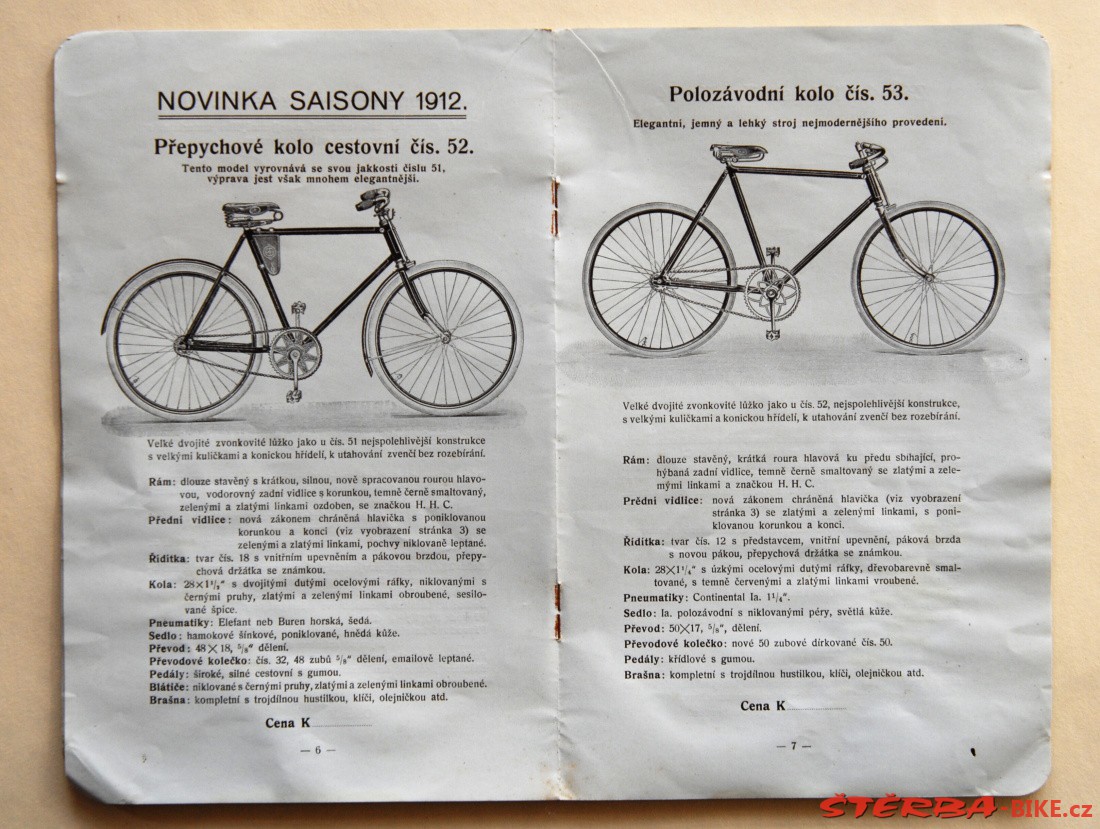 NOVINKA SAISONY 1912.
Přepychové kolo cestovní čís. 52.
Tento model vyrovnává se svou jakkosti číslu 51,
výprava jest však mnohem elegantnější.
Velké dvojité zvonkovité lůžko jako u čís. 51 nejspolehlivější konstrukce
s velkými kuličkami a konickou hřídelí, k utahování zvenčí bez rozebírání.
Rám: dlouze stavěný s krátkou, silnou, nově spracovanou rourou hlavo-
vou, vodorovný zadní vidlice s korunkou, temně černě smaltovaný,
zelenými a zlatými linkami ozdoben, se značkou H. H. C.
Přední vidlice: nová zákonem chráněná hlavička s poniklovanou
korunkou a konci (viz vyobrazení stránka 3) se
zelenými a zlatými linkami, pochvy niklovaně leptané.
Řidítka: tvar čís. 18 s vnitřním upevněním a pákovou brzdou, přepy-
chová držátka se známkou.
Kola: 28×1³/₈" s dvojitými dutými ocelovými ráfky, niklovanými s
černými pruhy, zlatými a zelenými linkami obroubené, sesilo-
vané špice.
Pneumatiky: Elefant neb Buren horská, šedá.
Sedlo: hamokové šínkové, poniklované, hnědá kůže.
Převod: 48×18, ⁵/₈" dělení.
Převodové kolečko: čís. 32, 48 zubů ⁵/₈" dělení, emailově leptané.
Pedály: široké, silné cestovní s gumou.
Blátiče: niklované s černými pruhy, zlatými a zelenými linkami obroubené.
Brašna: kompletní s trojdílnou hustilkou, klíči, olejničkou atd.
Cena K
— 6 —
Polozávodní kolo čís. 53.
Elegantní, jemný a lehký stroj nejmodernějšího provedení.
Velké dvojité zvonkovité lůžko jako u čís. 52, nejspolehlivější konstrukce,
s velkými kuličkami a konickou hřídelí, k utahování zvenčí bez rozebírání.
Rám: dlouze stavěný, krátká roura hlavová ku předu sbíhající, pro-
hýbaná zadní vidlice, temně černě smaltovaný se zlatými a zele-
nými linkami a značkou H. H. C.
Prědni vidlice: nová zákonem chráněná hlavička (viz vyobrazení
stránka 3) se zlatými a zelenými linkami, s poni-
klovanou korunkou a konci.
Řidítka: tvar čís. 12 s představcem, vnitřní upevnění, páková brzda
s novou pákou, přepychová držátka se známkou.
Kola: 28×1¹/₄" s úzkými ocelovými dutými ráfky, dřevobarevně smal-
tované, s temně červenými a zlatými linkami vroubené.
Pneumatiky: Continental Ia. 1¹/₄".
Sedlo: Ia. polozávodní s niklovanými péry, světlá kůže.
Převod: 50×17, ⁵/₈", dělení.
Převodové kolečko: nové 50 zubové dírkované čís. 50.
Pedály: křídlové s gumou.
Brašna: kompletní s trojdílnou hustilkou, klíči, olejničkou atd.
Cena K
— 7 —
ŠTĚRBA-BIKE.cz